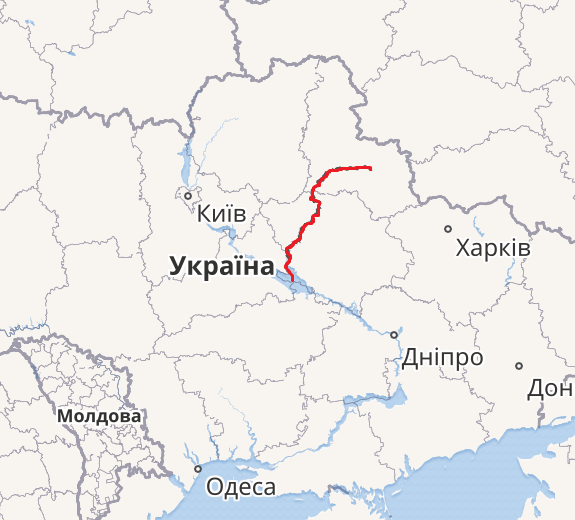 Київ
Харків
Україна
Дніпро
Дон
Молдова
Одеса